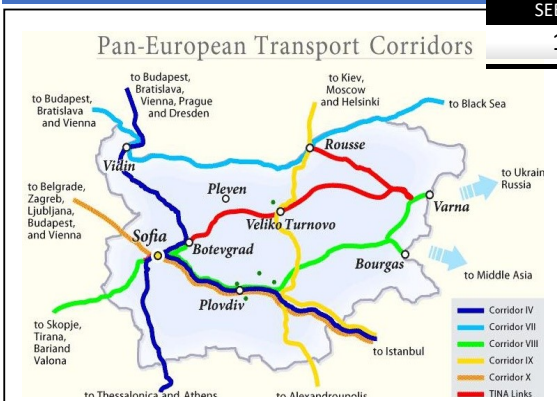 SEE
1
Pan-European Transport Corridors
to Budapest,
Bratislava,
Vienna, Prague
and Dresden
to Kiev,
Moscow
and Helsinki
to Budapest,
Bratislava
and Vienna
to Black Sea
Rousse
Vidin
to Ukrain
Russia
Pleven
to Belgrade,
Zagreb,
Ljubljana,
Budapest,
and Vienna
Varna
Veliko Turnovo
Sofia
Botevgrad
Bourgas
to Middle Asia
Plovdiv
Corridor IV
Corridor VII
Corridor VIII
Corridor IX
Corridor X
TINA Links
to Skopje,
Tirana,
Bariand
Valona
to Istanbul
to Thessalonica and Athens
to Alexandroupolis